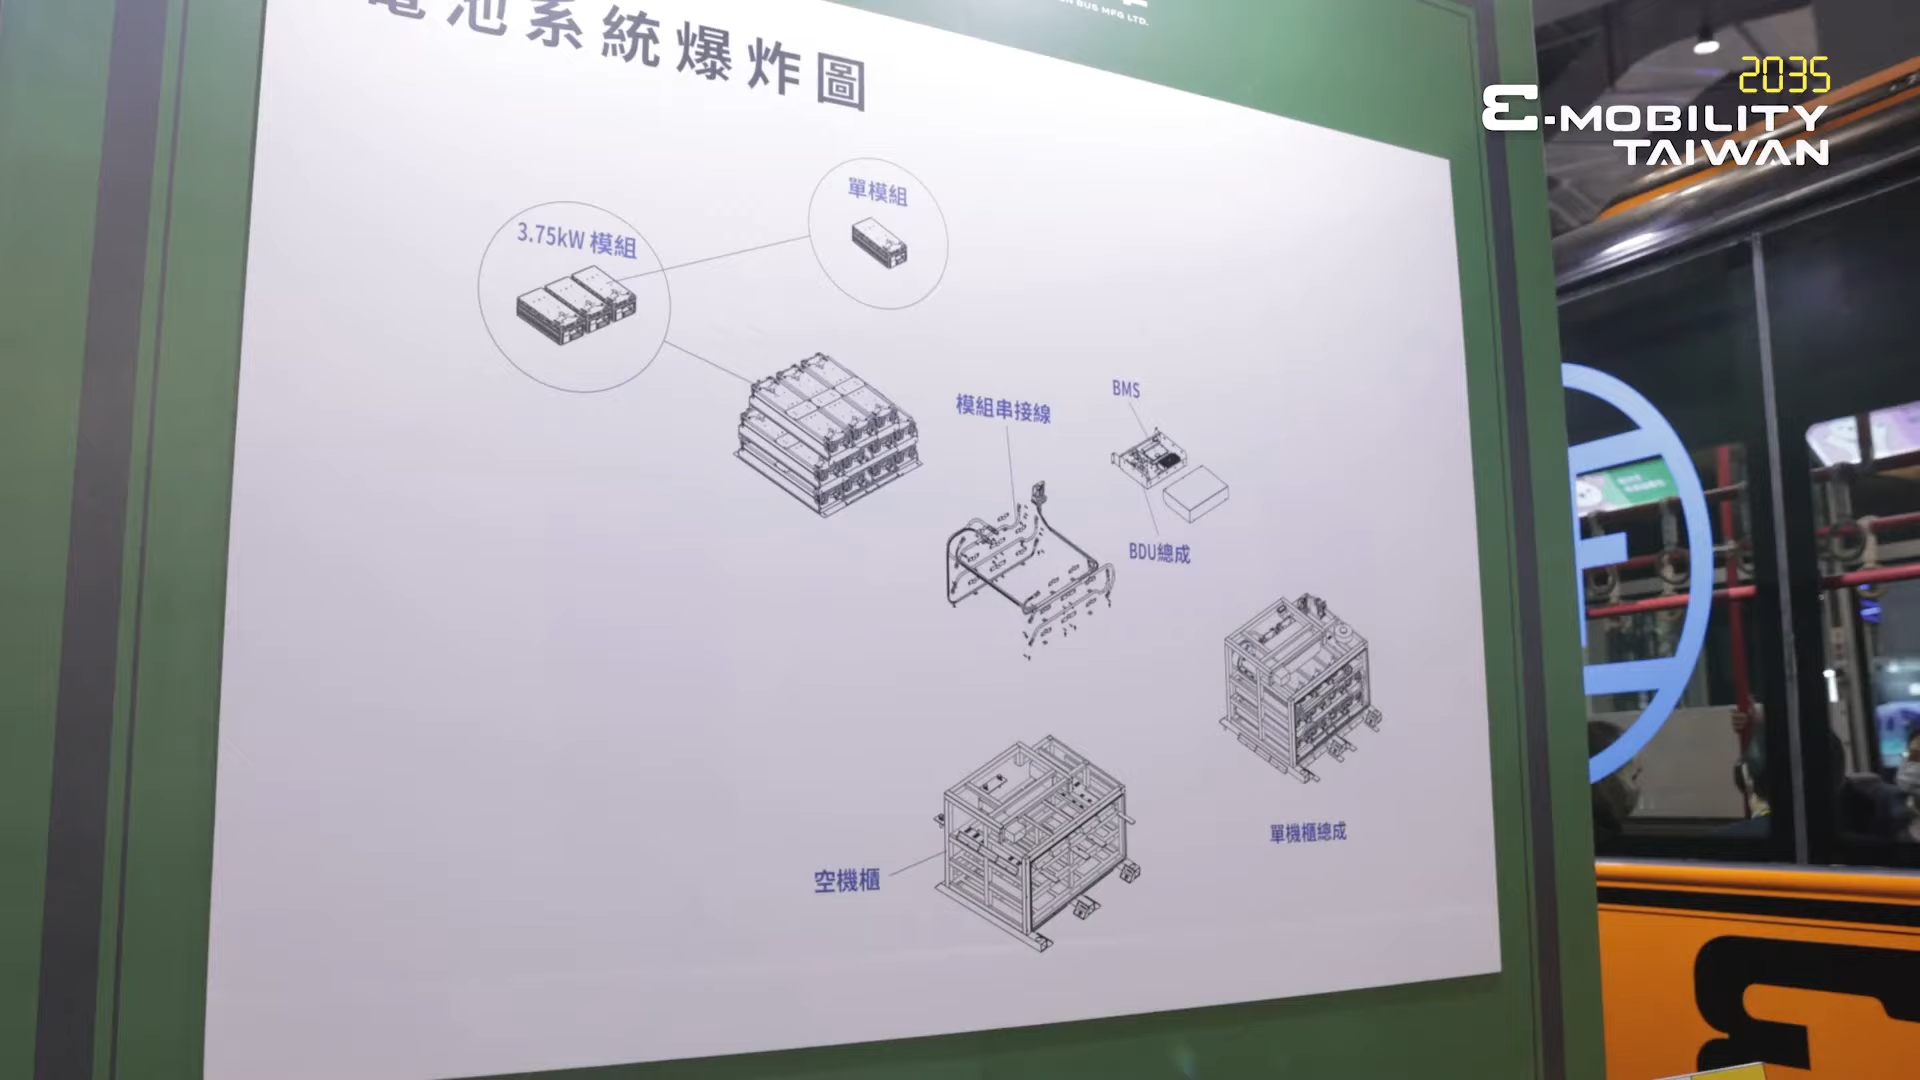 電池系統爆炸圖
BUS MFG LTD.
2035
E-MOBILITY
TAIWAN
單模組
3.75kW 模組
BMS
模組串接線
BDU總成
單機櫃總成
空機櫃